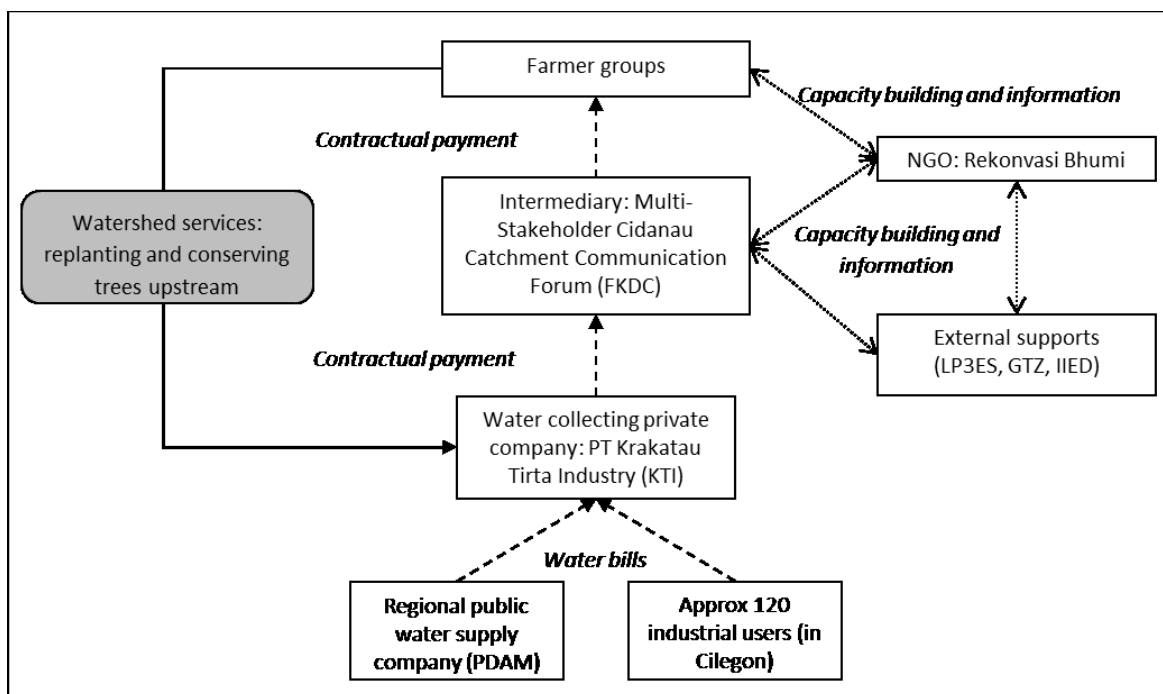 Farmer groups
Capacity building and information
Contractual payment
NGO: Rekonvasi Bhumi
Intermediary: Multi-
Stakeholder Cidanau
Catchment Communication
Forum (FKDC)
Watershed services:
replanting and conserving
trees upstream
Capacity building and
information
External supports
(LP3ES, GTZ, IIED)
Contractual payment
Water collecting private
company: PT Krakatau
Tirta Industry (KTI)
Water bills
Regional public
water supply
company (PDAM)
Approx 120
industrial users (in
Cilegon)